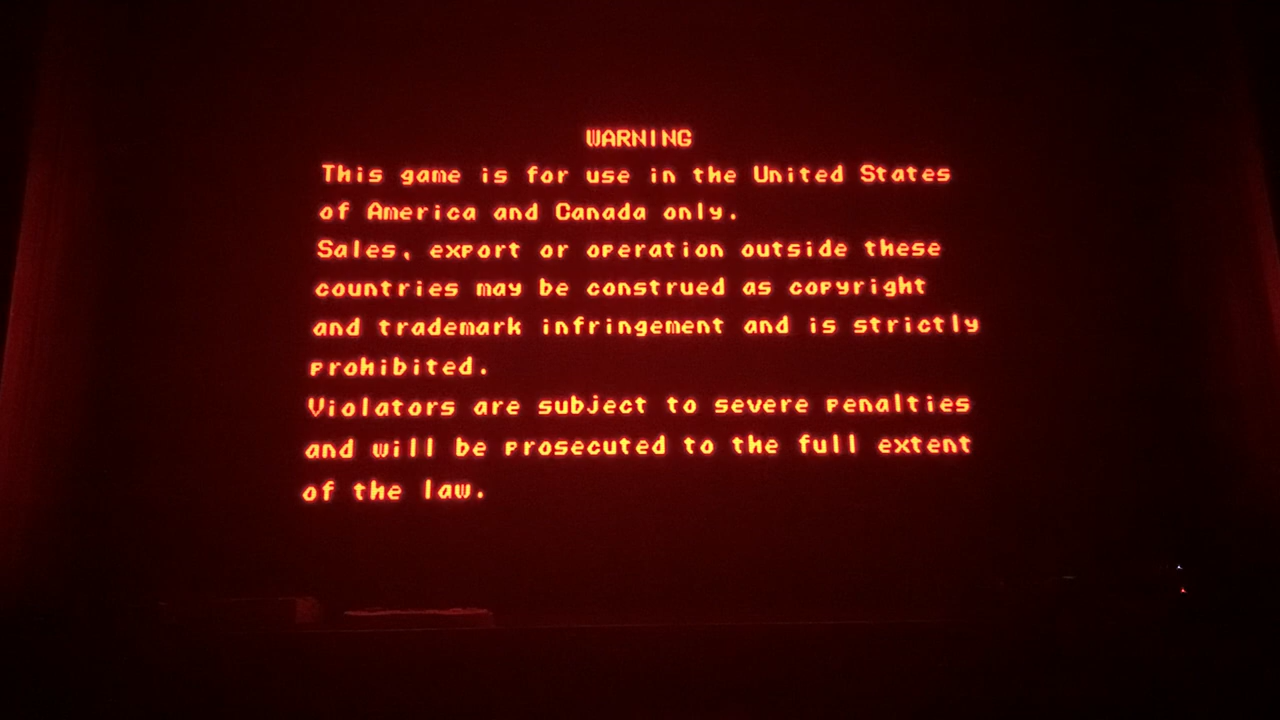 WARNING
This game is for use in the United States
of America and Canada only.
Sales, export or operation outside these
countries may be construed as copyright
and trademark infringement and is strictly
prohibited.
Violators are subject to severe penalties
and will be prosecuted to the full extent
of the law.